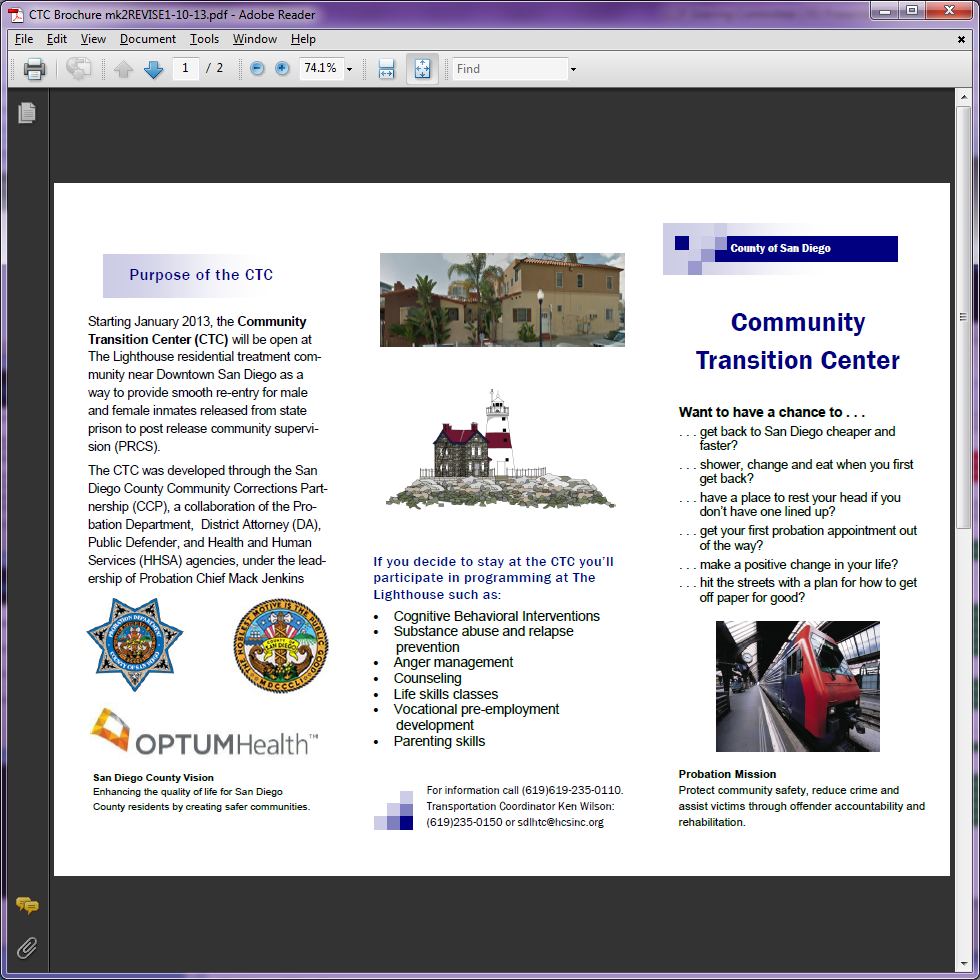 CTC Brochure mk2REVISE1-10-13.pdf - Adobe Reader
File Edit View Document Tools Window Help
1 / 2 74.1% Find
Purpose of the CTC
Starting January 2013, the Community
Transition Center (CTC) will be open at
The Lighthouse residential treatment com-
munity near Downtown San Diego as a
way to provide smooth re-entry for male
and female inmates released from state
prison to post release community supervi-
sion (PRCS).
The CTC was developed through the San
Diego County Community Corrections Part-
nership (CCP), a collaboration of the Pro-
bation Department, District Attorney (DA),
Public Defender, and Health and Human
Services (HHSA) agencies, under the lead-
ership of Probation Chief Mack Jenkins
PROBATION DEPARTMENT
COUNTY OF SAN DIEGO
THE NOBLEST MOTIVE IS THE PUBLIC GOOD
COUNTY OF
SAN DIEGO
MDCCCLII
OPTUMHealth™
San Diego County Vision
Enhancing the quality of life for San Diego
County residents by creating safer communities.
If you decide to stay at the CTC you'll
participate in programming at The
Lighthouse such as:
• Cognitive Behavioral Interventions
• Substance abuse and relapse
prevention
• Anger management
• Counseling
• Life skills classes
• Vocational pre-employment
development
• Parenting skills
For information call (619)619-235-0110.
Transportation Coordinator Ken Wilson:
(619)235-0150 or sdlhtc@hcsinc.org
County of San Diego
Community
Transition Center
Want to have a chance to . . .
. . . get back to San Diego cheaper and
faster?
. . . shower, change and eat when you first
get back?
. . . have a place to rest your head if you
don't have one lined up?
. . . get your first probation appointment out
of the way?
. . . make a positive change in your life?
. . . hit the streets with a plan for how to get
off paper for good?
Probation Mission
Protect community safety, reduce crime and
assist victims through offender accountability and
rehabilitation.